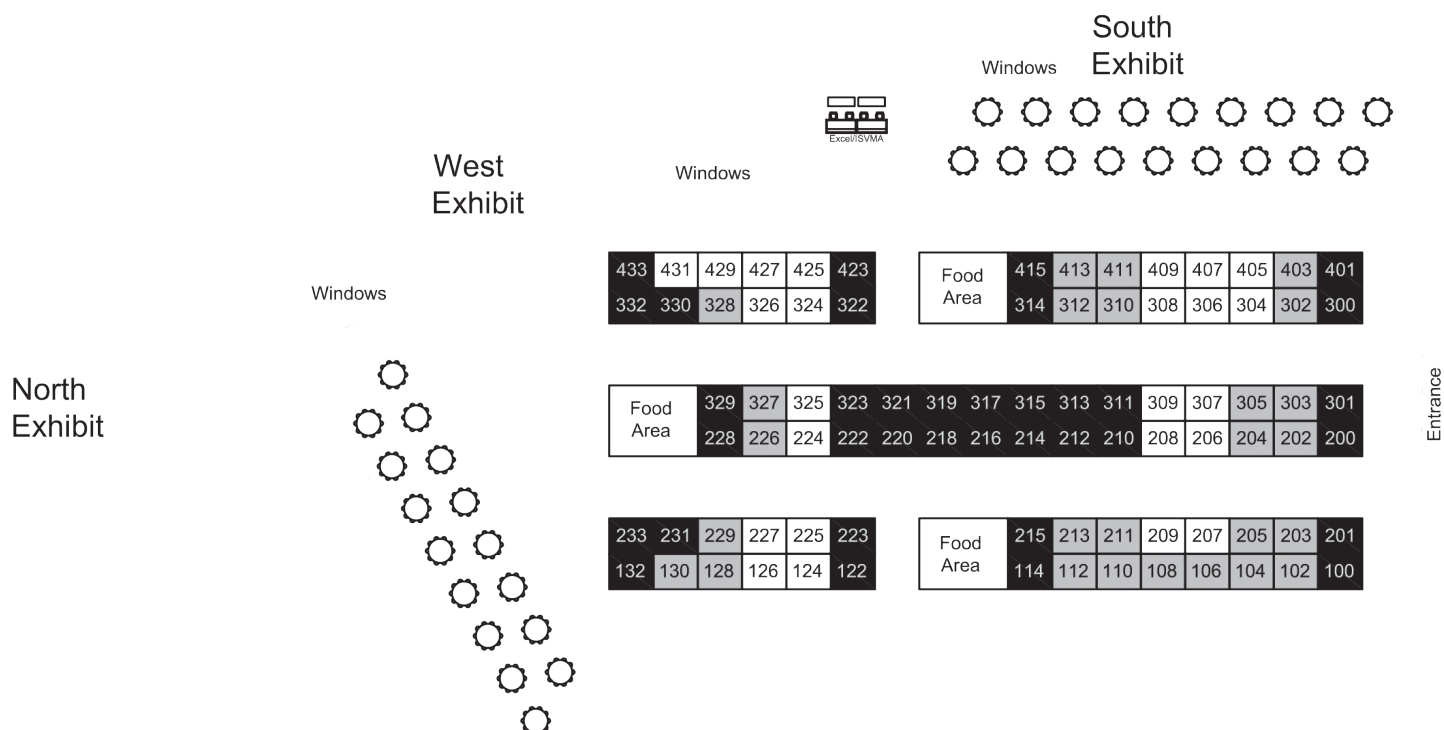 South
Exhibit
Windows
Excel/ISVMA
West
Exhibit
Windows
Windows
North
Exhibit
Entrance
433 431 429 427 425 423
332 330 328 326 324 322
Food
Area
415 413 411 409 407 405 403 401
314 312 310 308 306 304 302 300
Food
Area
329 327 325 323 321 319 317 315 313 311 309 307 305 303 301
228 226 224 222 220 218 216 214 212 210 208 206 204 202 200
233 231 229 227 225 223
132 130 128 126 124 122
Food
Area
215 213 211 209 207 205 203 201
114 112 110 108 106 104 102 100